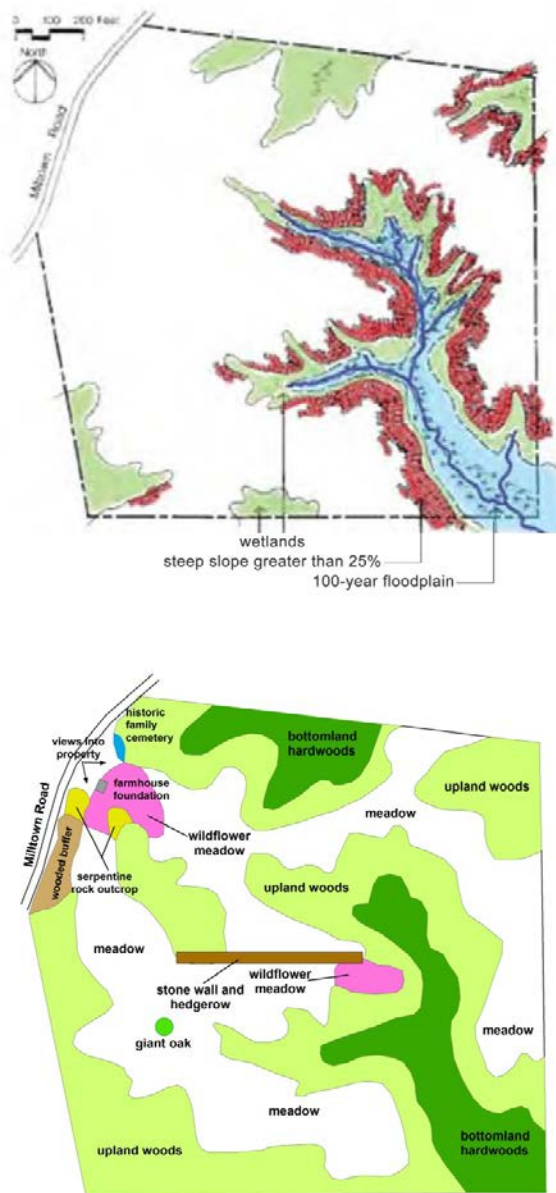 0 100 200 Feet
North
Milltown Road
wetlands
steep slope greater than 25%
100-year floodplain
historic
family
cemetery
views into
property
bottomland
hardwoods
farmhouse
foundation
upland woods
meadow
Milltown Road
wildflower
meadow
wooded buffer
serpentine
rock outcrop
upland woods
meadow
stone wall and
hedgerow
wildflower
meadow
giant oak
meadow
meadow
upland woods
bottomland
hardwoods